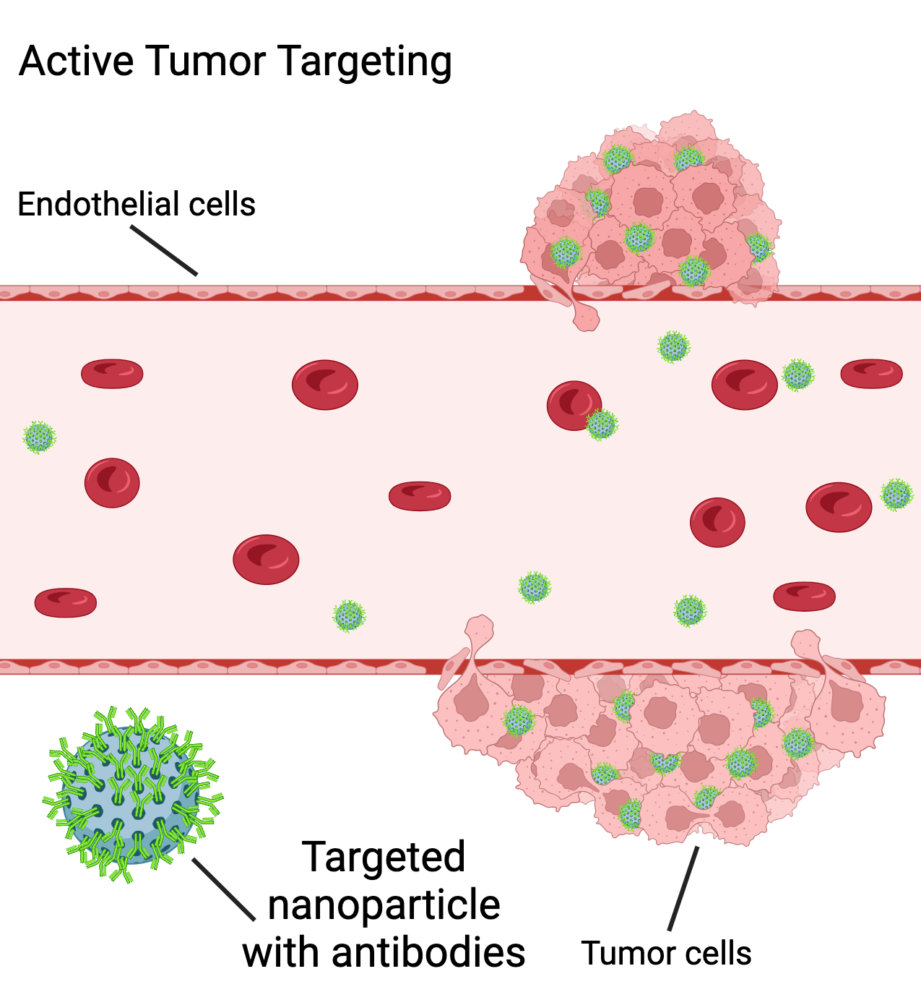 Active Tumor Targeting
Endothelial cells
Targeted
nanoparticle
with antibodies
Tumor cells